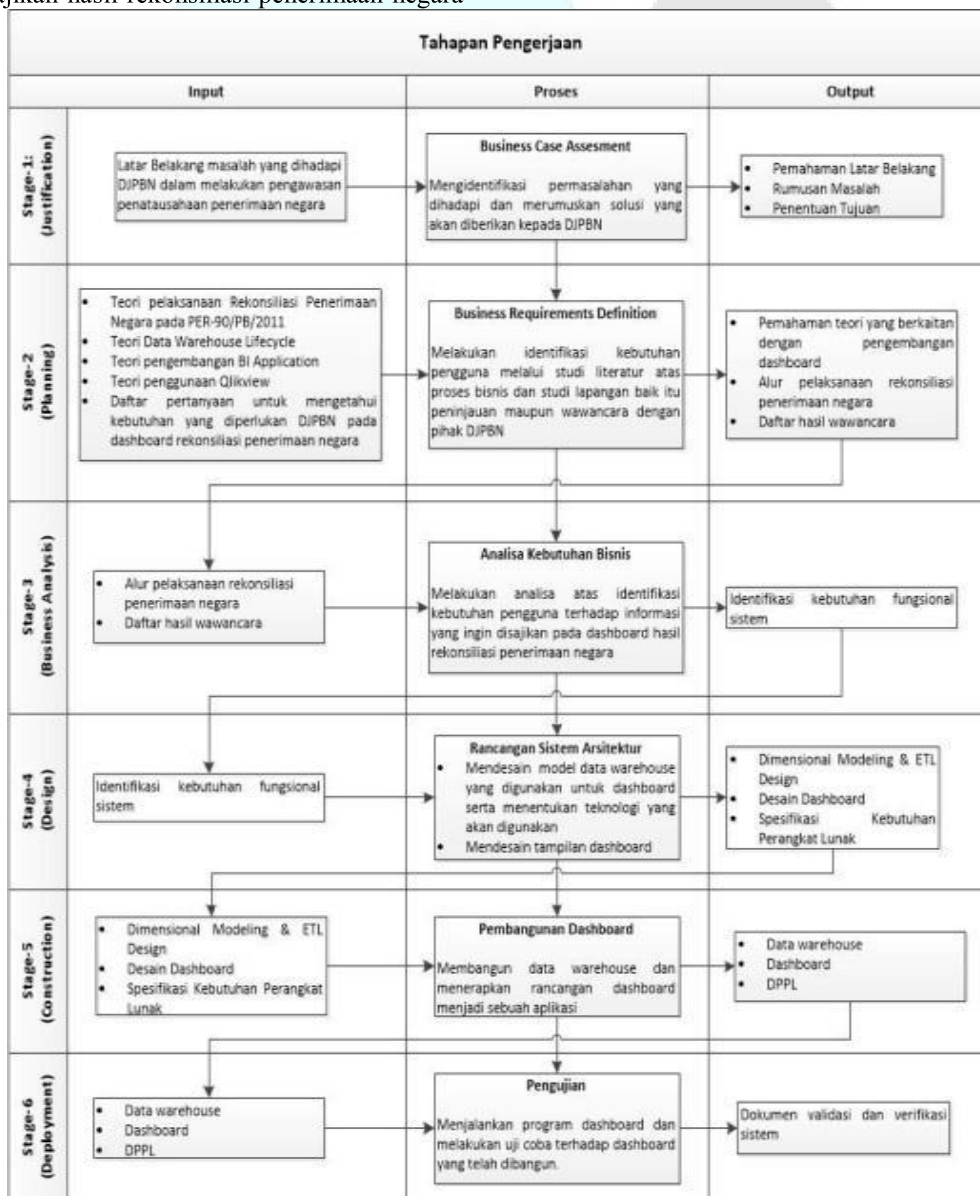 ajikan hasil rekonsiliasi penerimaan negara
Tahapan Pengerjaan
Input
Proses
Output
Stage-1:
(Justification)
Latar Belakang masalah yang dihadapi
DJPBN dalam melakukan pengawasan
penatausahaan penerimaan negara
Business Case Assesment
Mengidentifikasi permasalahan yang
dihadapi dan merumuskan solusi yang
akan diberikan kepada DJPBN
• Pemahaman Latar Belakang
• Rumusan Masalah
• Penentuan Tujuan
Stage-2
(Planning)
• Teori pelaksanaan Rekonsiliasi Penerimaan
Negara pada PER-90/PB/2011
• Teori Data Warehouse Lifecycle
• Teori pengembangan BI Application
• Teori penggunaan Qlikview
• Daftar pertanyaan untuk mengetahui
kebutuhan yang diperlukan DJPBN pada
dashboard rekonsiliasi penerimaan negara
Business Requirements Definition
Melakukan identifikasi kebutuhan
pengguna melalui studi literatur atas
proses bisnis dan studi lapangan baik itu
peninjauan maupun wawancara dengan
pihak DJPBN
• Pemahaman teori yang berkaitan
dengan pengembangan
dashboard
• Alur pelaksanaan rekonsiliasi
penerimaan negara
• Daftar hasil wawancara
Stage-3
(Business Analysis)
• Alur pelaksanaan rekonsiliasi
penerimaan negara
• Daftar hasil wawancara
Analisa Kebutuhan Bisnis
Melakukan analisa atas identifikasi
kebutuhan pengguna terhadap informasi
yang ingin disajikan pada dashboard hasil
rekonsiliasi penerimaan negara
Identifikasi kebutuhan fungsional
sistem
Stage-4
(Design)
Identifikasi kebutuhan fungsional
sistem
Rancangan Sistem Arsitektur
• Mendesain model data warehouse
yang digunakan untuk dashboard
serta menentukan teknologi yang
akan digunakan
• Mendesain tampilan dashboard
• Dimensional Modeling & ETL
Design
• Desain Dashboard
• Spesifikasi Kebutuhan
Perangkat Lunak
Stage-5
(Construction)
• Dimensional Modeling & ETL
Design
• Desain Dashboard
• Spesifikasi Kebutuhan Perangkat
Lunak
Pembangunan Dashboard
Membangun data warehouse dan
menerapkan rancangan dashboard
menjadi sebuah aplikasi
• Data warehouse
• Dashboard
• DPPL
Stage-6
(Deployment)
• Data warehouse
• Dashboard
• DPPL
Pengujian
Menjalankan program dashboard dan
melakukan uji coba terhadap dashboard
yang telah dibangun.
Dokumen validasi dan verifikasi
sistem